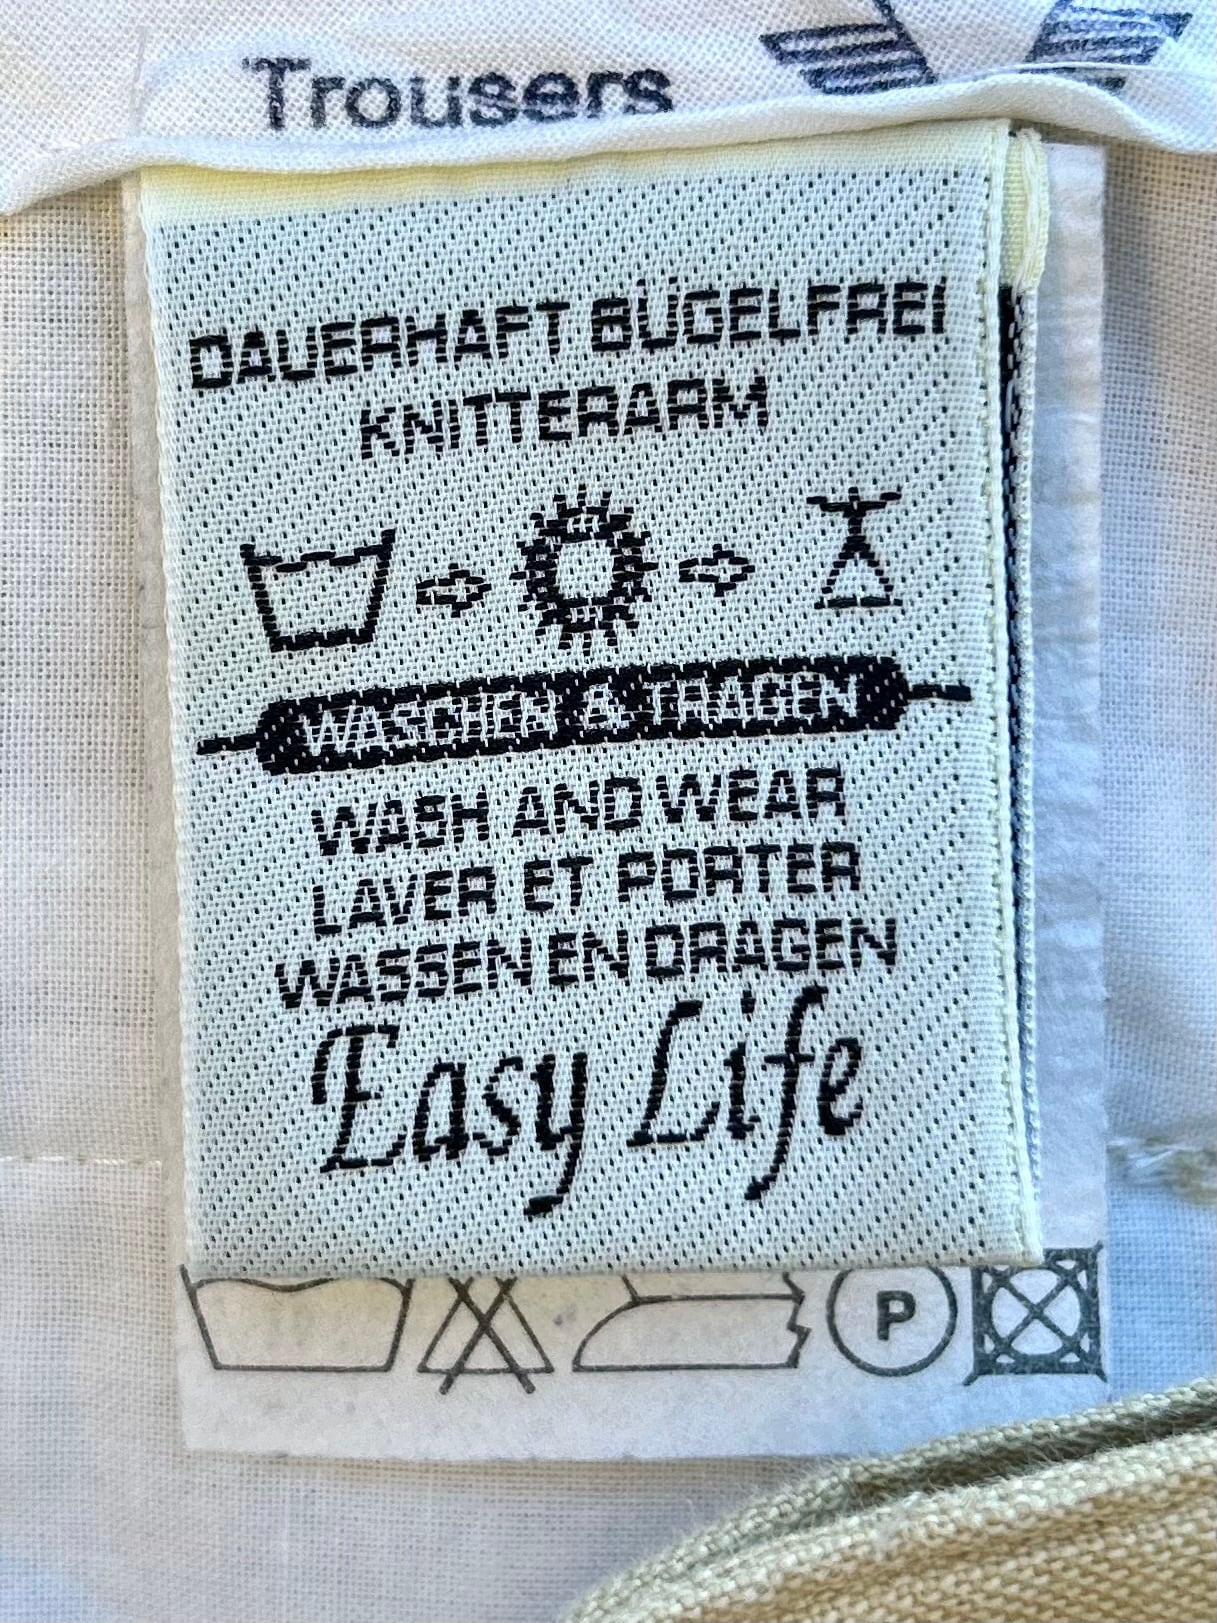 Trousers
DAUERHAFT BÜGELFREI
KNITTERARM
WASCHEN & TRAGEN
WASH AND WEAR
LAVER ET PORTER
WASSEN EN DRAGEN
Easy Life
P